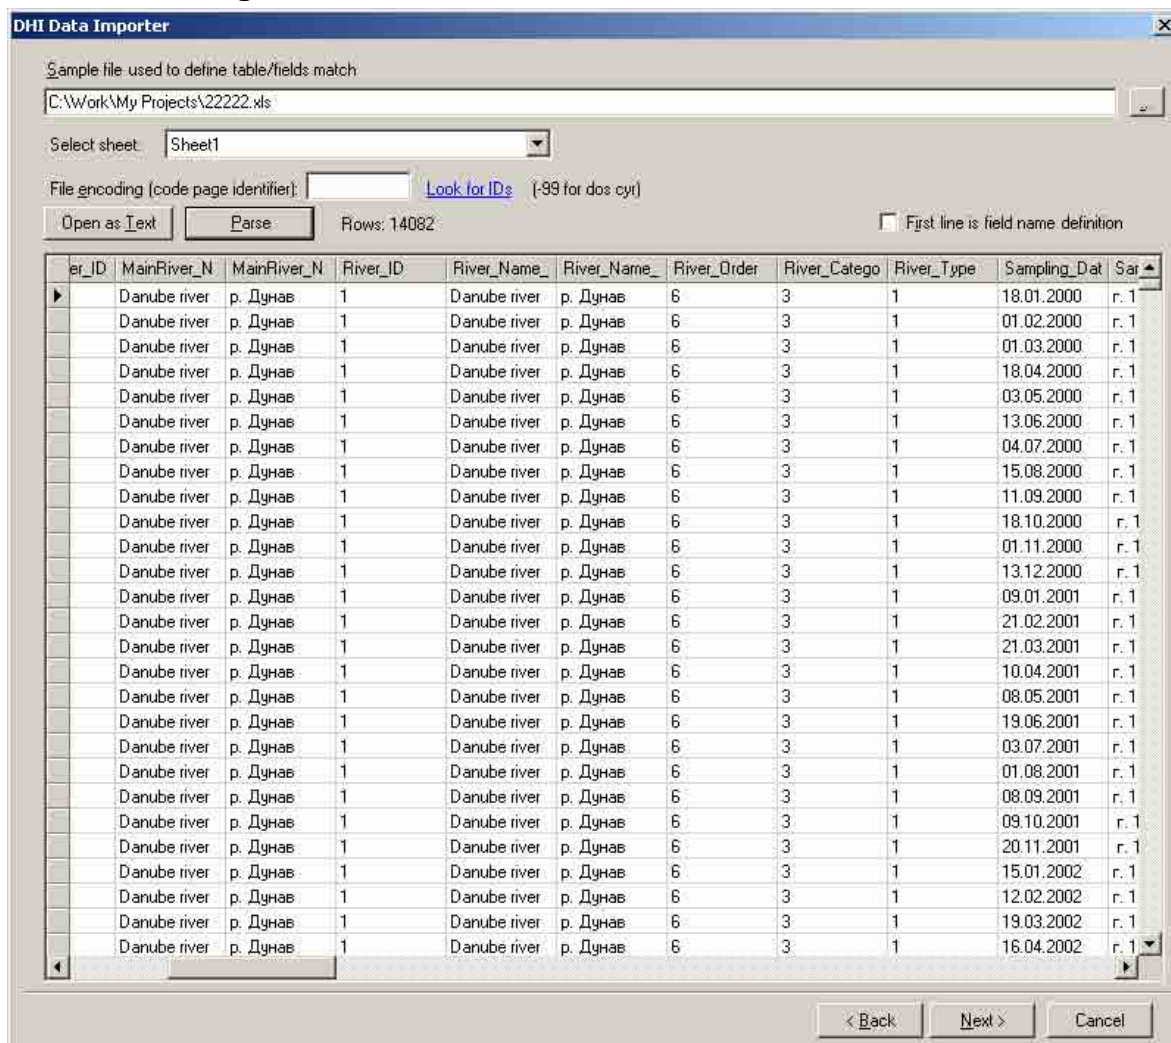 DHI Data Importer
Sample file used to define table/fields match
C:\Work\My Projects\22222.xls
Select sheet: Sheet1
File encoding (code page identifier): Look for IDs (-99 for dos cyr)
Open as Text Parse Rows: 14082 First line is field name definition
er_ID MainRiver_N MainRiver_N River_ID River_Name_ River_Name_ River_Order River_Catego River_Type Sampling_Dat Sar
Danube river р. Дунав 1 Danube river р. Дунав 6 3 1 18.01.2000 г. 1
Danube river р. Дунав 1 Danube river р. Дунав 6 3 1 01.02.2000 г. 1
Danube river р. Дунав 1 Danube river р. Дунав 6 3 1 01.03.2000 г. 1
Danube river р. Дунав 1 Danube river р. Дунав 6 3 1 18.04.2000 г. 1
Danube river р. Дунав 1 Danube river р. Дунав 6 3 1 03.05.2000 г. 1
Danube river р. Дунав 1 Danube river р. Дунав 6 3 1 13.06.2000 г. 1
Danube river р. Дунав 1 Danube river р. Дунав 6 3 1 04.07.2000 г. 1
Danube river р. Дунав 1 Danube river р. Дунав 6 3 1 15.08.2000 г. 1
Danube river р. Дунав 1 Danube river р. Дунав 6 3 1 11.09.2000 г. 1
Danube river р. Дунав 1 Danube river р. Дунав 6 3 1 18.10.2000 г. 1
Danube river р. Дунав 1 Danube river р. Дунав 6 3 1 01.11.2000 г. 1
Danube river р. Дунав 1 Danube river р. Дунав 6 3 1 13.12.2000 г. 1
Danube river р. Дунав 1 Danube river р. Дунав 6 3 1 09.01.2001 г. 1
Danube river р. Дунав 1 Danube river р. Дунав 6 3 1 21.02.2001 г. 1
Danube river р. Дунав 1 Danube river р. Дунав 6 3 1 21.03.2001 г. 1
Danube river р. Дунав 1 Danube river р. Дунав 6 3 1 10.04.2001 г. 1
Danube river р. Дунав 1 Danube river р. Дунав 6 3 1 08.05.2001 г. 1
Danube river р. Дунав 1 Danube river р. Дунав 6 3 1 19.06.2001 г. 1
Danube river р. Дунав 1 Danube river р. Дунав 6 3 1 03.07.2001 г. 1
Danube river р. Дунав 1 Danube river р. Дунав 6 3 1 01.08.2001 г. 1
Danube river р. Дунав 1 Danube river р. Дунав 6 3 1 08.09.2001 г. 1
Danube river р. Дунав 1 Danube river р. Дунав 6 3 1 09.10.2001 г. 1
Danube river р. Дунав 1 Danube river р. Дунав 6 3 1 20.11.2001 г. 1
Danube river р. Дунав 1 Danube river р. Дунав 6 3 1 15.01.2002 г. 1
Danube river р. Дунав 1 Danube river р. Дунав 6 3 1 12.02.2002 г. 1
Danube river р. Дунав 1 Danube river р. Дунав 6 3 1 19.03.2002 г. 1
Danube river р. Дунав 1 Danube river р. Дунав 6 3 1 16.04.2002 г. 1
< Back Next > Cancel